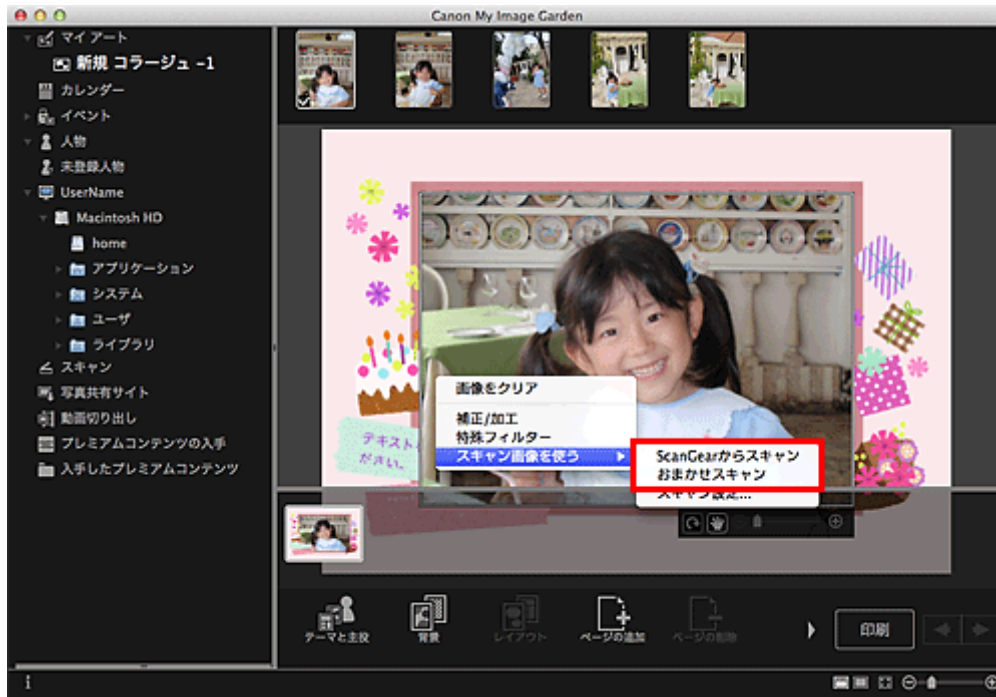 Canon My Image Garden
マイ アート
新規 コラージュ -1
カレンダー
イベント
人物
未登録人物
UserName
Macintosh HD
home
アプリケーション
システム
ユーザ
ライブラリ
スキャン
写真共有サイト
動画切り出し
プレミアムコンテンツの入手
入手したプレミアムコンテンツ
テキスト
ださい。
画像をクリア
補正/加工
特殊フィルター
スキャン画像を使う
ScanGearからスキャン
おまかせスキャン
スキャン設定...
テーマと主役
背景
レイアウト
ページの追加
ページの削除
印刷